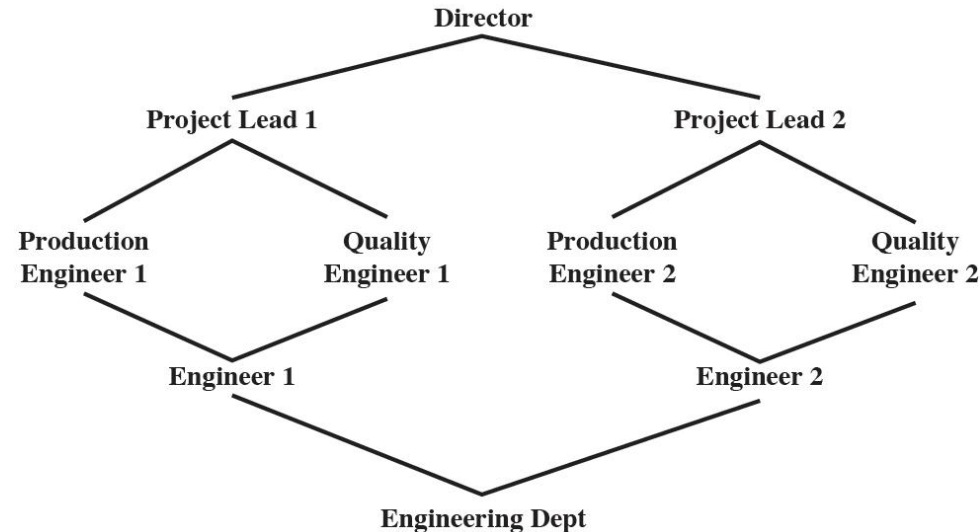 Director
Project Lead 1
Project Lead 2
Production
Engineer 1
Quality
Engineer 1
Production
Engineer 2
Quality
Engineer 2
Engineer 1
Engineer 2
Engineering Dept